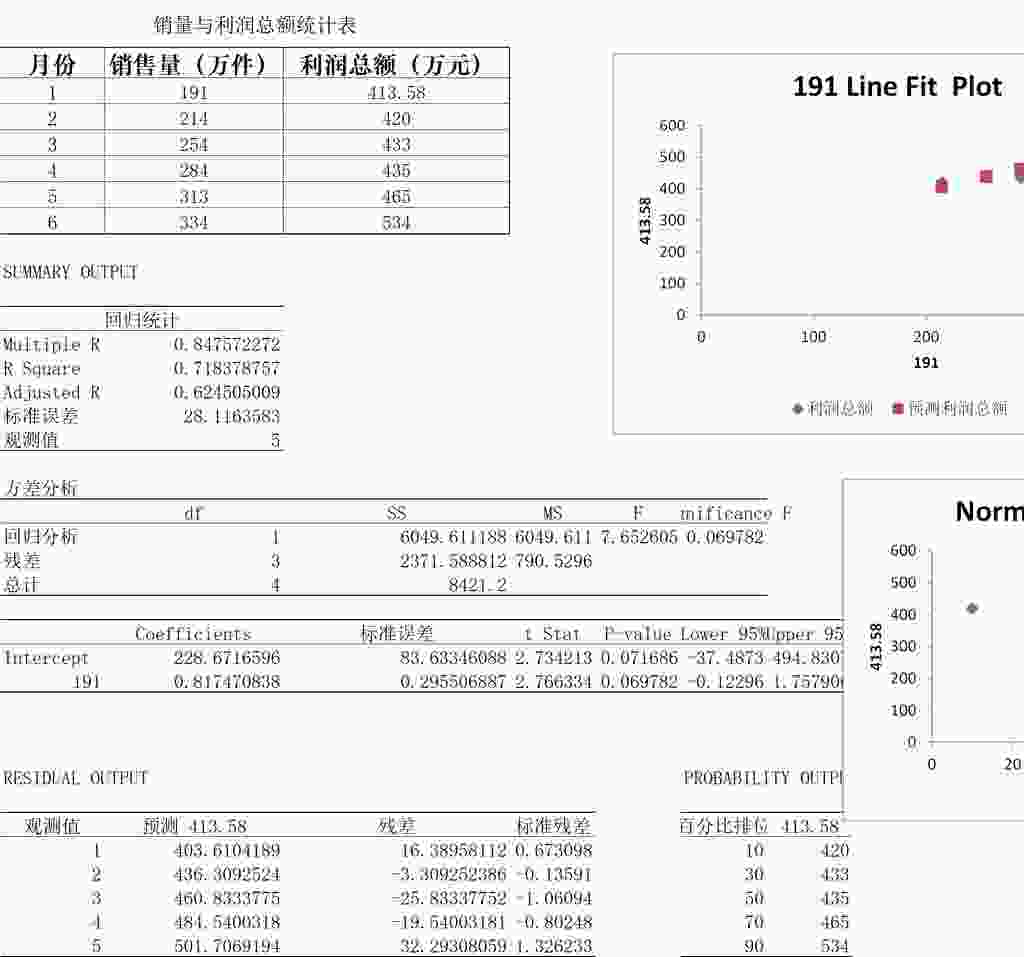 销量与利润总额统计表
月份 销售量（万件） 利润总额（万元）
1 191 413.58
2 214 420
3 254 433
4 284 435
5 313 465
6 334 534
SUMMARY OUTPUT
回归统计
Multiple R 0.847572272
R Square 0.718378757
Adjusted R 0.624505009
标准误差 28.1163583
观测值 5
方差分析
df SS MS F nificance F
回归分析 1 6049.611188 6049.611 7.652605 0.069782
残差 3 2371.588812 790.5296
总计 4 8421.2
Coefficients 标准误差 t Stat P-value Lower 95% Upper 95
Intercept 228.6716596 83.63346088 2.734213 0.071686 -37.4873 494.8307
191 0.817470838 0.295506887 2.766334 0.069782 -0.12296 1.757906
RESIDUAL OUTPUT
观测值 预测 413.58 残差 标准残差
1 403.6104189 16.38958112 0.673098
2 436.3092524 -3.309252386 -0.13591
3 460.8333775 -25.83337752 -1.06094
4 484.5400318 -19.54003181 -0.80248
5 501.7069194 32.29308059 1.326233
PROBABILITY OUTP
百分比排位 413.58
10 420
30 433
50 435
70 465
90 534
191 Line Fit Plot
600
500
400
300
200
100
0
413.58
0 100 200
191
利润总额 预测利润总额
Norm
600
500
400
300
200
100
0
413.58
0 20